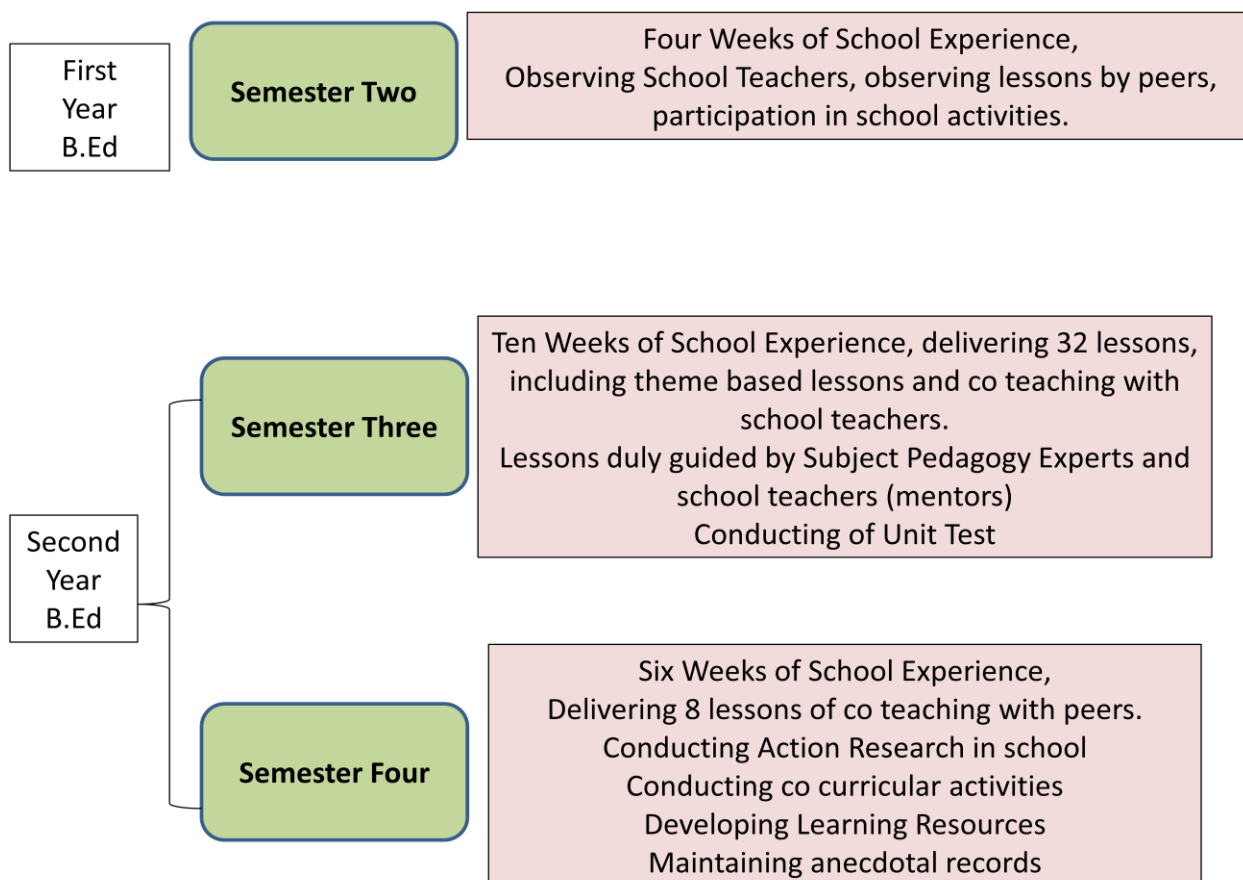 First
Year
B.Ed
Semester Two
Four Weeks of School Experience,
Observing School Teachers, observing lessons by peers,
participation in school activities.
Second
Year
B.Ed
Semester Three
Ten Weeks of School Experience, delivering 32 lessons,
including theme based lessons and co teaching with
school teachers.
Lessons duly guided by Subject Pedagogy Experts and
school teachers (mentors)
Conducting of Unit Test
Semester Four
Six Weeks of School Experience,
Delivering 8 lessons of co teaching with peers.
Conducting Action Research in school
Conducting co curricular activities
Developing Learning Resources
Maintaining anecdotal records